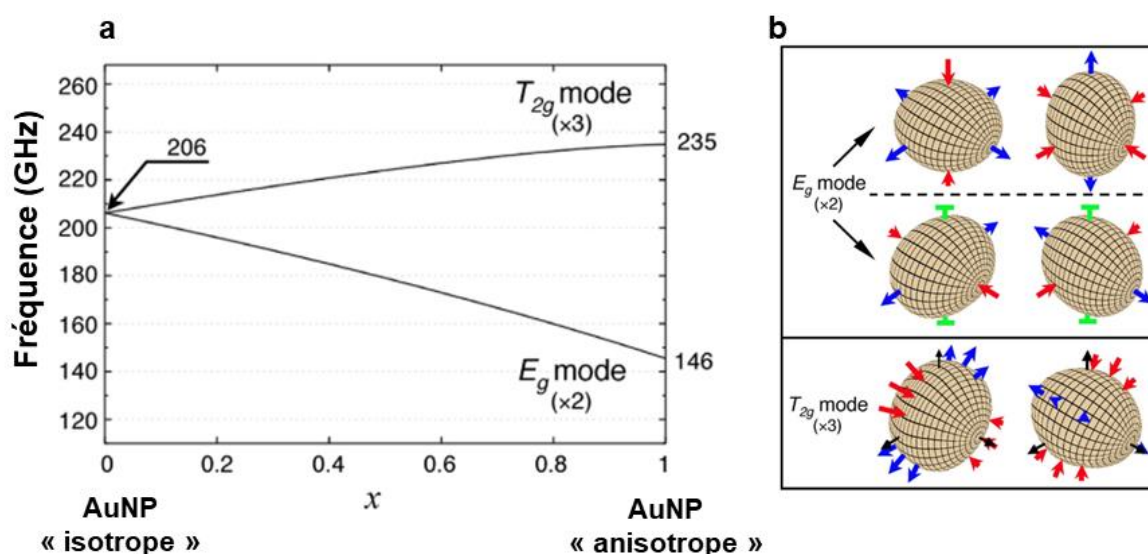 a
Fréquence (GHz)
260
240
220
200
180
160
140
120
206
T2g mode
(×3)
235
Eg mode
(×2)
146
0
0.2
0.4
0.6
0.8
1
x
AuNP
« isotrope »
AuNP
« anisotrope »
b
Eg mode
(×2)
T2g mode
(×3)